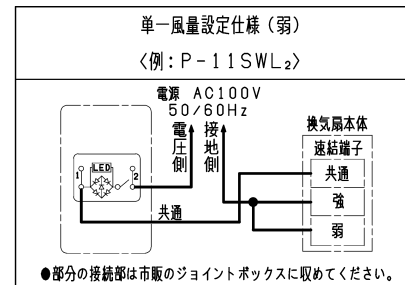 単一風量設定仕様（弱）
〈例：P-11SWL₂〉
電源 AC100V
50/60Hz
電圧側
接地側
換気扇本体
速結端子
共通
強
弱
LED
1
2
共通
●部分の接続部は市販のジョイントボックスに収めてください。